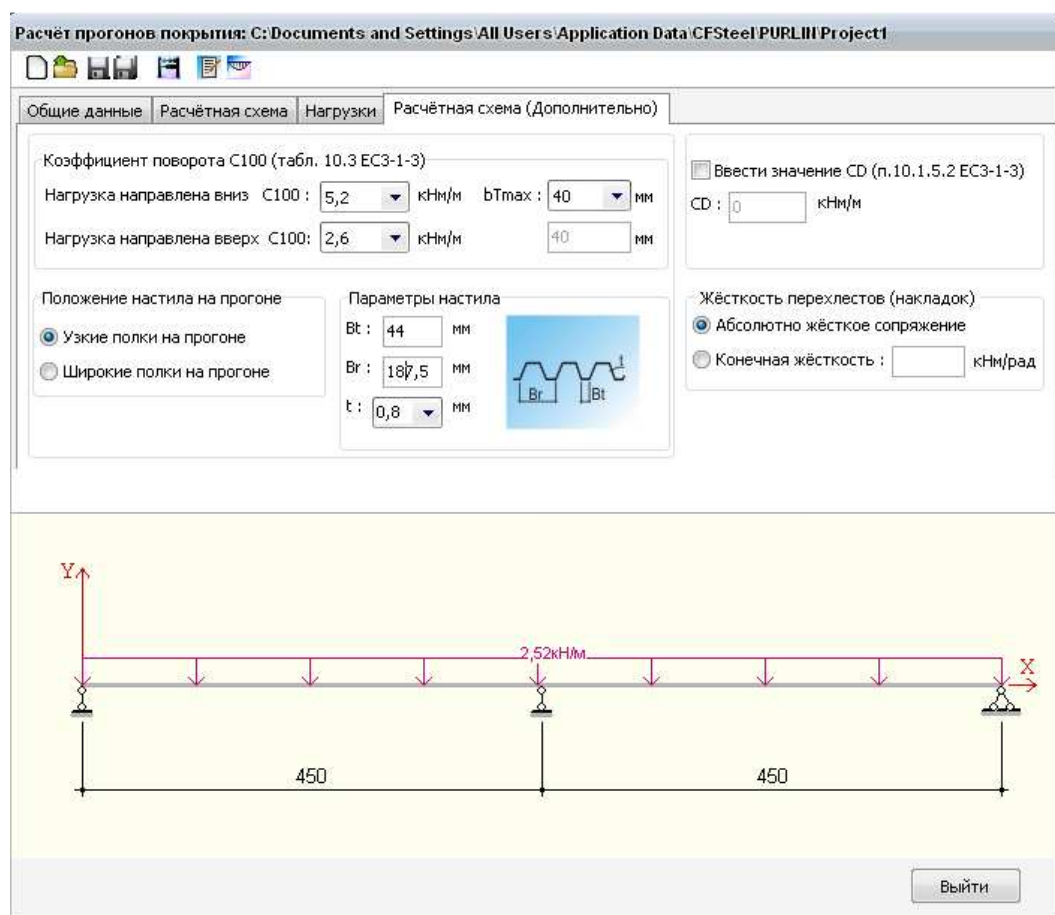 Расчёт прогонов покрытия: C:\Documents and Settings\All Users\Application Data\CFSteel\PURLIN\Project1
Общие данные Расчётная схема Нагрузки Расчётная схема (Дополнительно)
Коэффициент поворота C100 (табл. 10.3 EC3-1-3)
Нагрузка направлена вниз C100 : 5,2 кНм/м bTmax : 40 мм
Нагрузка направлена вверх C100: 2,6 кНм/м 40 мм
Ввести значение CD (п.10.1.5.2 EC3-1-3)
CD : 0 кНм/м
Положение настила на прогоне
Узкие полки на прогоне
Широкие полки на прогоне
Параметры настила
Bt : 44 мм
Br : 187,5 мм
t : 0,8 мм
t
Br Bt
Жёсткость перехлестов (накладок)
Абсолютно жёсткое сопряжение
Конечная жёсткость : кНм/рад
Y
2,52кН/м
X
450 450
Выйти